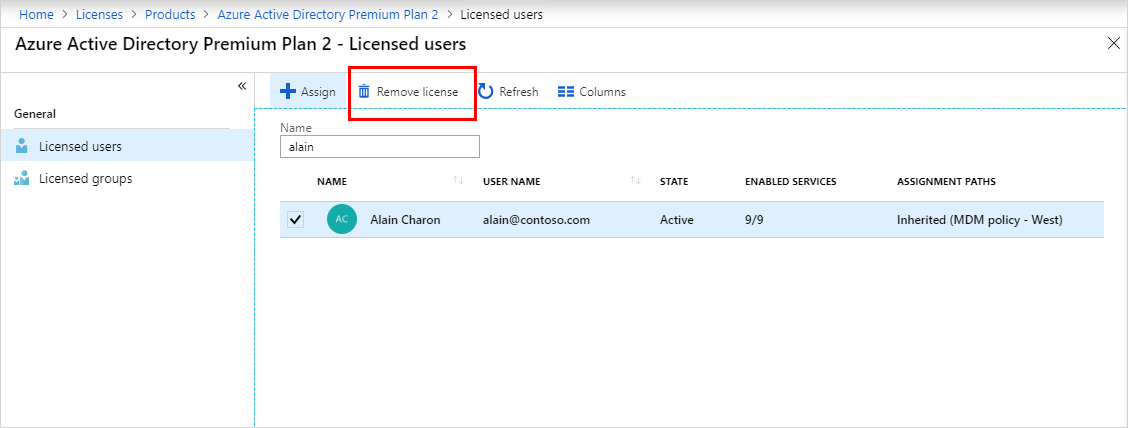 Home > Licenses > Products > Azure Active Directory Premium Plan 2 > Licensed users
Azure Active Directory Premium Plan 2 - Licensed users
«
Assign Remove license Refresh Columns
General
Licensed users
Licensed groups
Name
alain
NAME USER NAME STATE ENABLED SERVICES ASSIGNMENT PATHS
AC Alain Charon alain@contoso.com Active 9/9 Inherited (MDM policy - West)